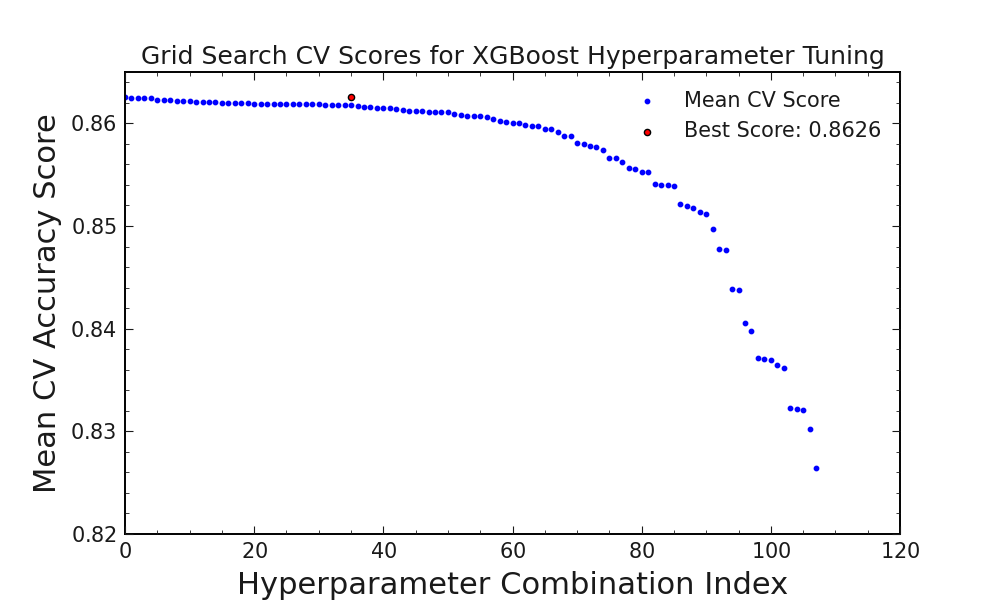 Grid Search CV Scores for XGBoost Hyperparameter Tuning
Mean CV Score
Best Score: 0.8626
Mean CV Accuracy Score
0.86
0.85
0.84
0.83
0.82
0 20 40 60 80 100 120
Hyperparameter Combination Index